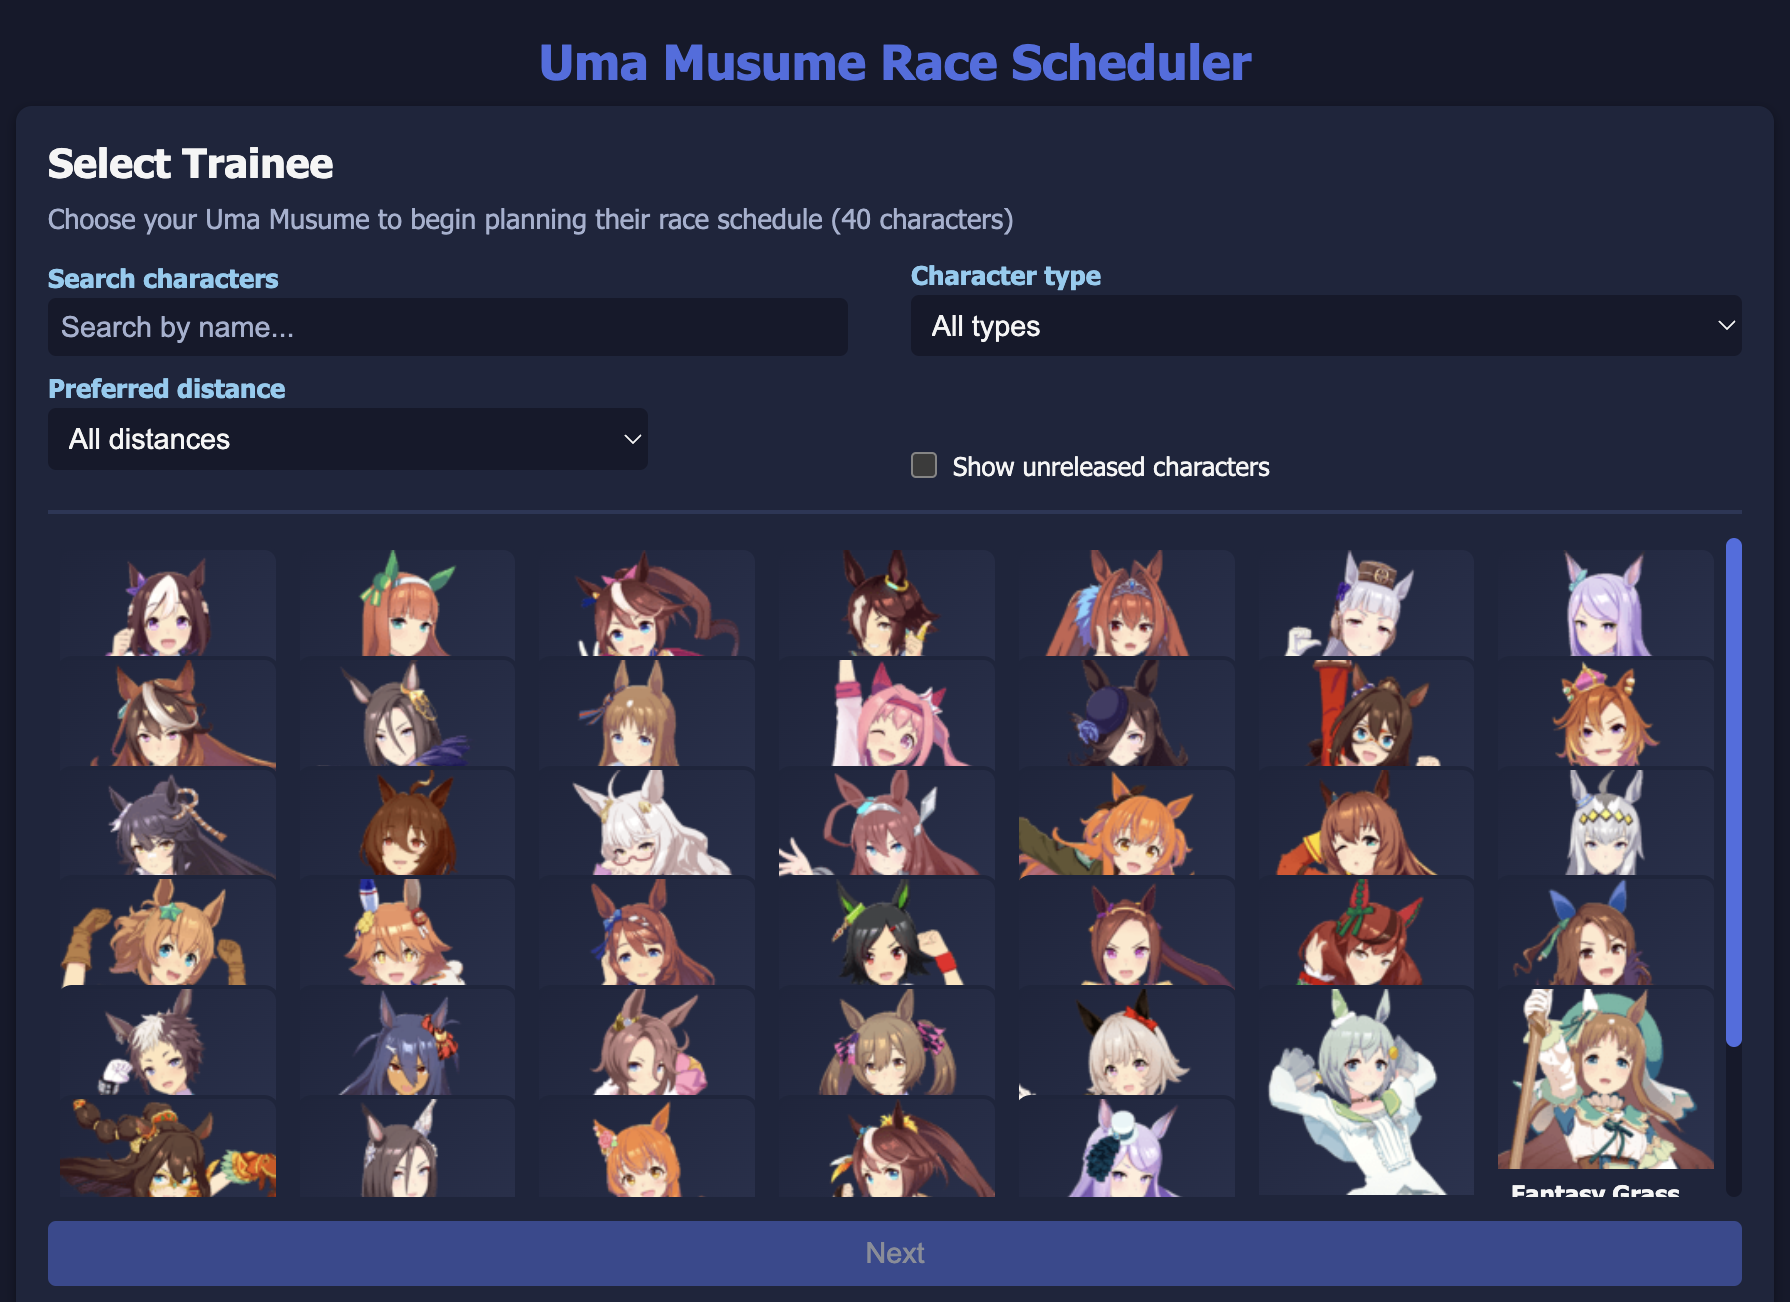 Uma Musume Race Scheduler
Select Trainee
Choose your Uma Musume to begin planning their race schedule (40 characters)
Search characters
Search by name...
Character type
All types
Preferred distance
All distances
Show unreleased characters
Fantasy Grass
Next